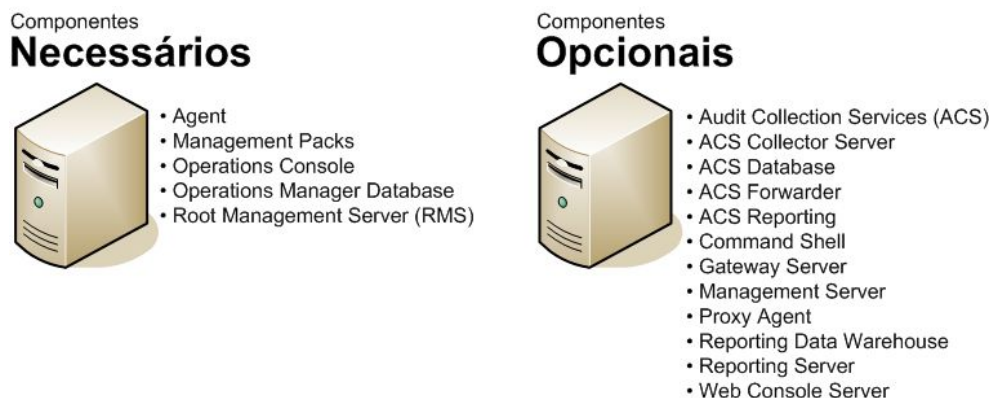 Componentes
Necessários
• Agent
• Management Packs
• Operations Console
• Operations Manager Database
• Root Management Server (RMS)
Componentes
Opcionais
• Audit Collection Services (ACS)
• ACS Collector Server
• ACS Database
• ACS Forwarder
• ACS Reporting
• Command Shell
• Gateway Server
• Management Server
• Proxy Agent
• Reporting Data Warehouse
• Reporting Server
• Web Console Server